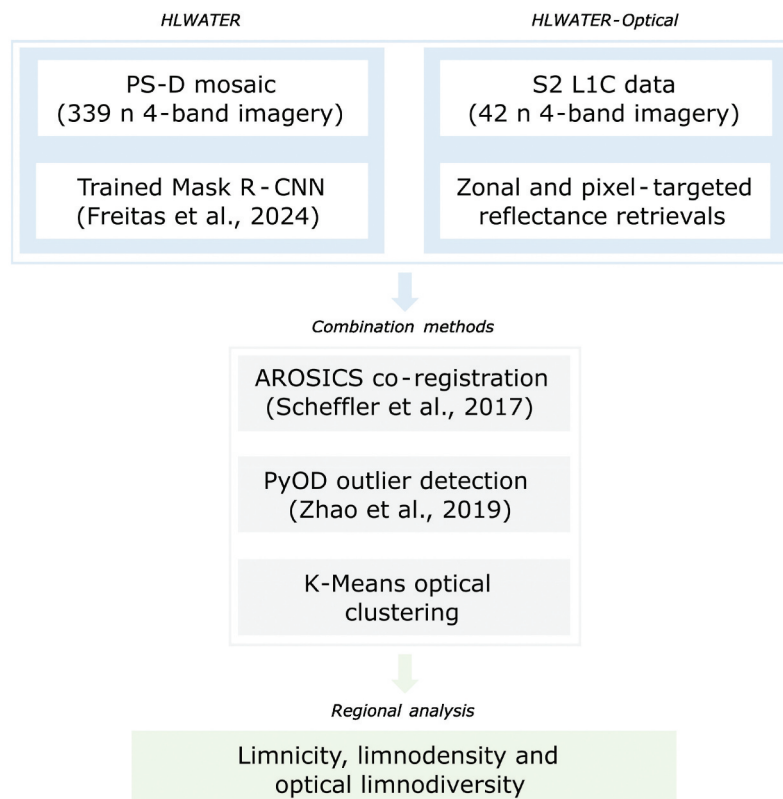 HLWATER
PS-D mosaic
(339 n 4-band imagery)
Trained Mask R-CNN
(Freitas et al., 2024)
HLWATER-Optical
S2 L1C data
(42 n 4-band imagery)
Zonal and pixel-targeted
reflectance retrievals
Combination methods
AROSICS co-registration
(Scheffler et al., 2017)
PyOD outlier detection
(Zhao et al., 2019)
K-Means optical
clustering
Regional analysis
Limnicity, limnodensity and
optical limnodiversity